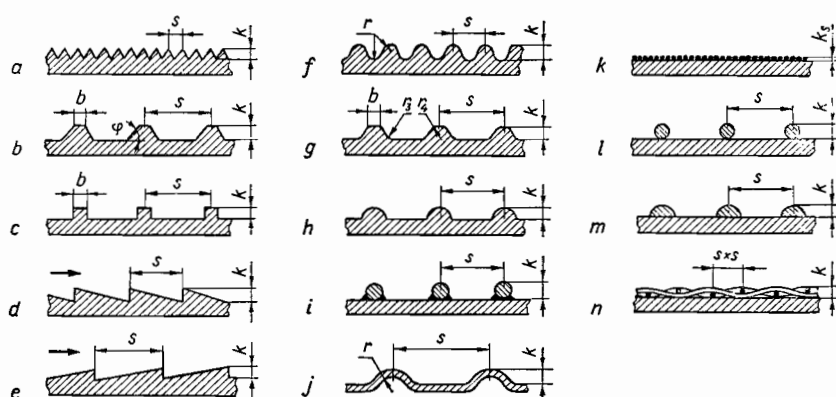 a s k
b b φ s k
c b s k
d s k
e s k
f r s k
g b r₃ r₄ s k
h s k
i s k
j r s k
k kₛ
l s k
m s k
n s×s k